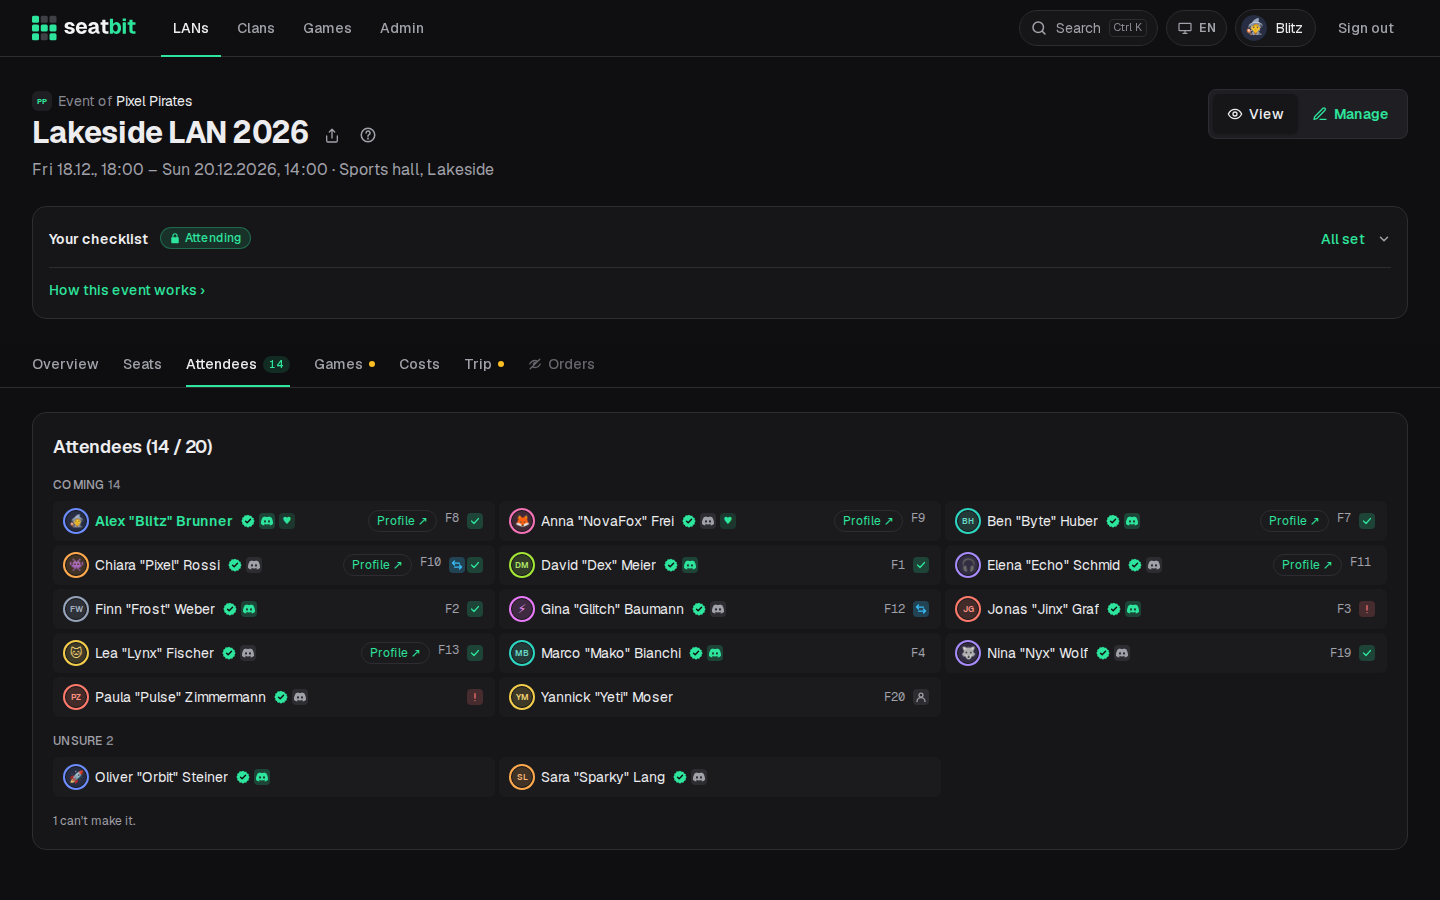 seatbit LANs Clans Games Admin Search Ctrl K EN Blitz Sign out
PP Event of Pixel Pirates
Lakeside LAN 2026
View Manage
Fri 18.12., 18:00 – Sun 20.12.2026, 14:00 · Sports hall, Lakeside
Your checklist Attending All set
How this event works ›
Overview Seats Attendees 14 Games Costs Trip Orders
Attendees (14 / 20)
COMING 14
Alex "Blitz" Brunner Profile ↗ F8
Anna "NovaFox" Frei Profile ↗ F9
BH Ben "Byte" Huber Profile ↗ F7
Chiara "Pixel" Rossi Profile ↗ F10
DM David "Dex" Meier F1
Elena "Echo" Schmid Profile ↗ F11
FW Finn "Frost" Weber F2
Gina "Glitch" Baumann F12
JG Jonas "Jinx" Graf F3 !
Lea "Lynx" Fischer Profile ↗ F13
MB Marco "Mako" Bianchi F4
Nina "Nyx" Wolf F19
PZ Paula "Pulse" Zimmermann !
YM Yannick "Yeti" Moser F20
UNSURE 2
Oliver "Orbit" Steiner
SL Sara "Sparky" Lang
1 can't make it.